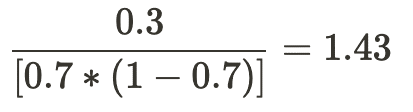 0.3
[0.7 * (1 − 0.7)] = 1.43